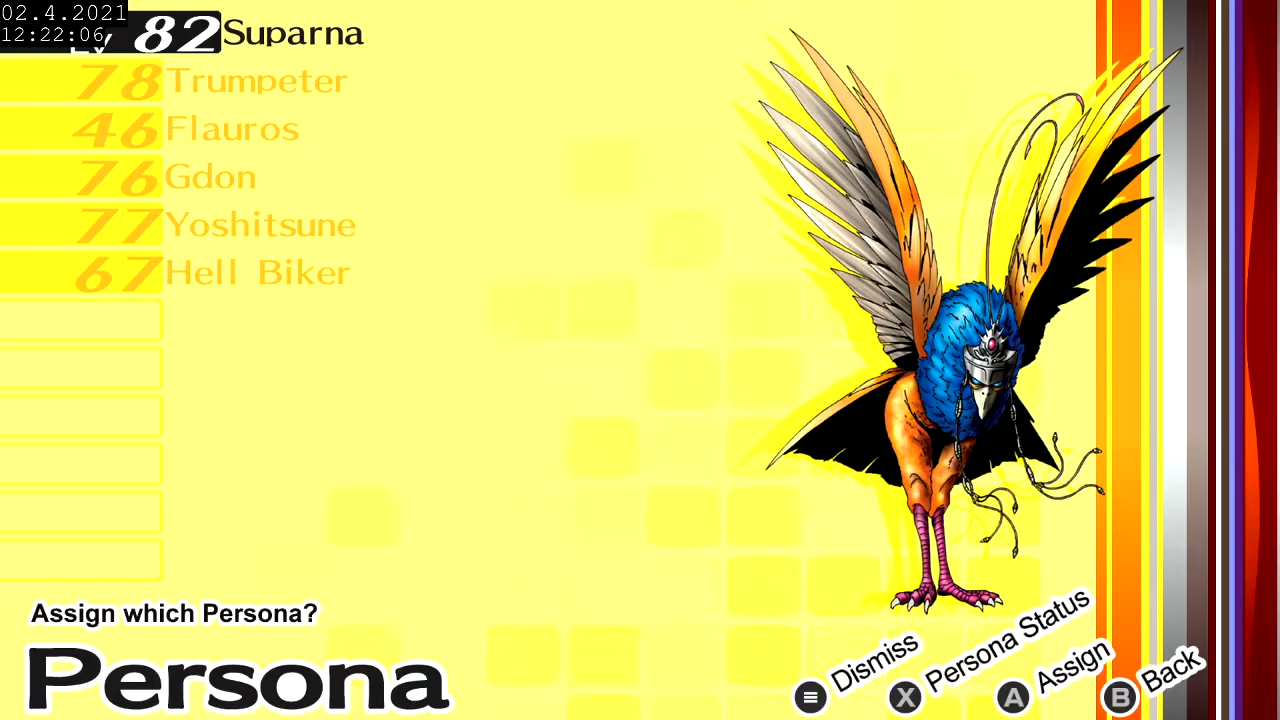 02.4.2021
12:22:06
Lv 82 Suparna
78 Trumpeter
46 Flauros
76 Gdon
77 Yoshitsune
67 Hell Biker
Assign which Persona?
Persona
Dismiss
X Persona Status
A Assign
B Back